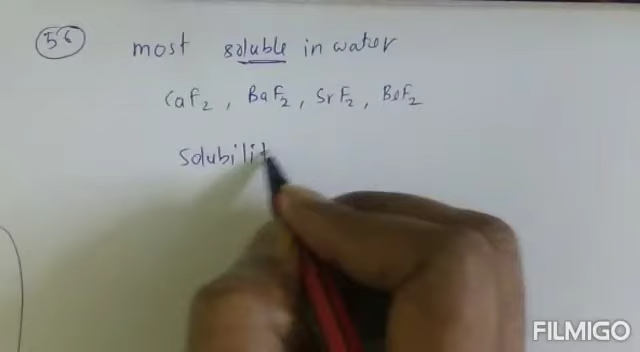 56 most soluble in water
CaF2, BaF2, SrF2, BeF2
Solubilit
FILMIGO